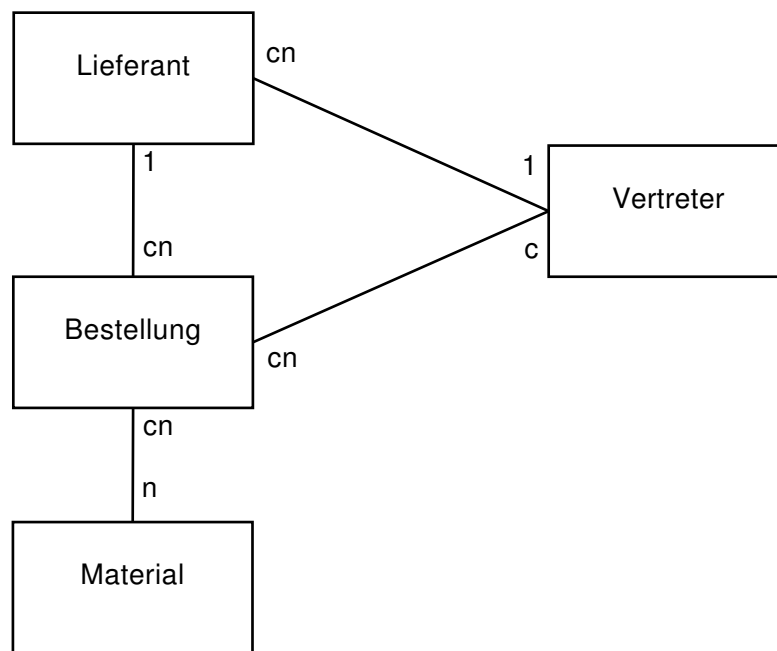 Lieferant
cn
1
1
Vertreter
cn
c
Bestellung
cn
cn
n
Material